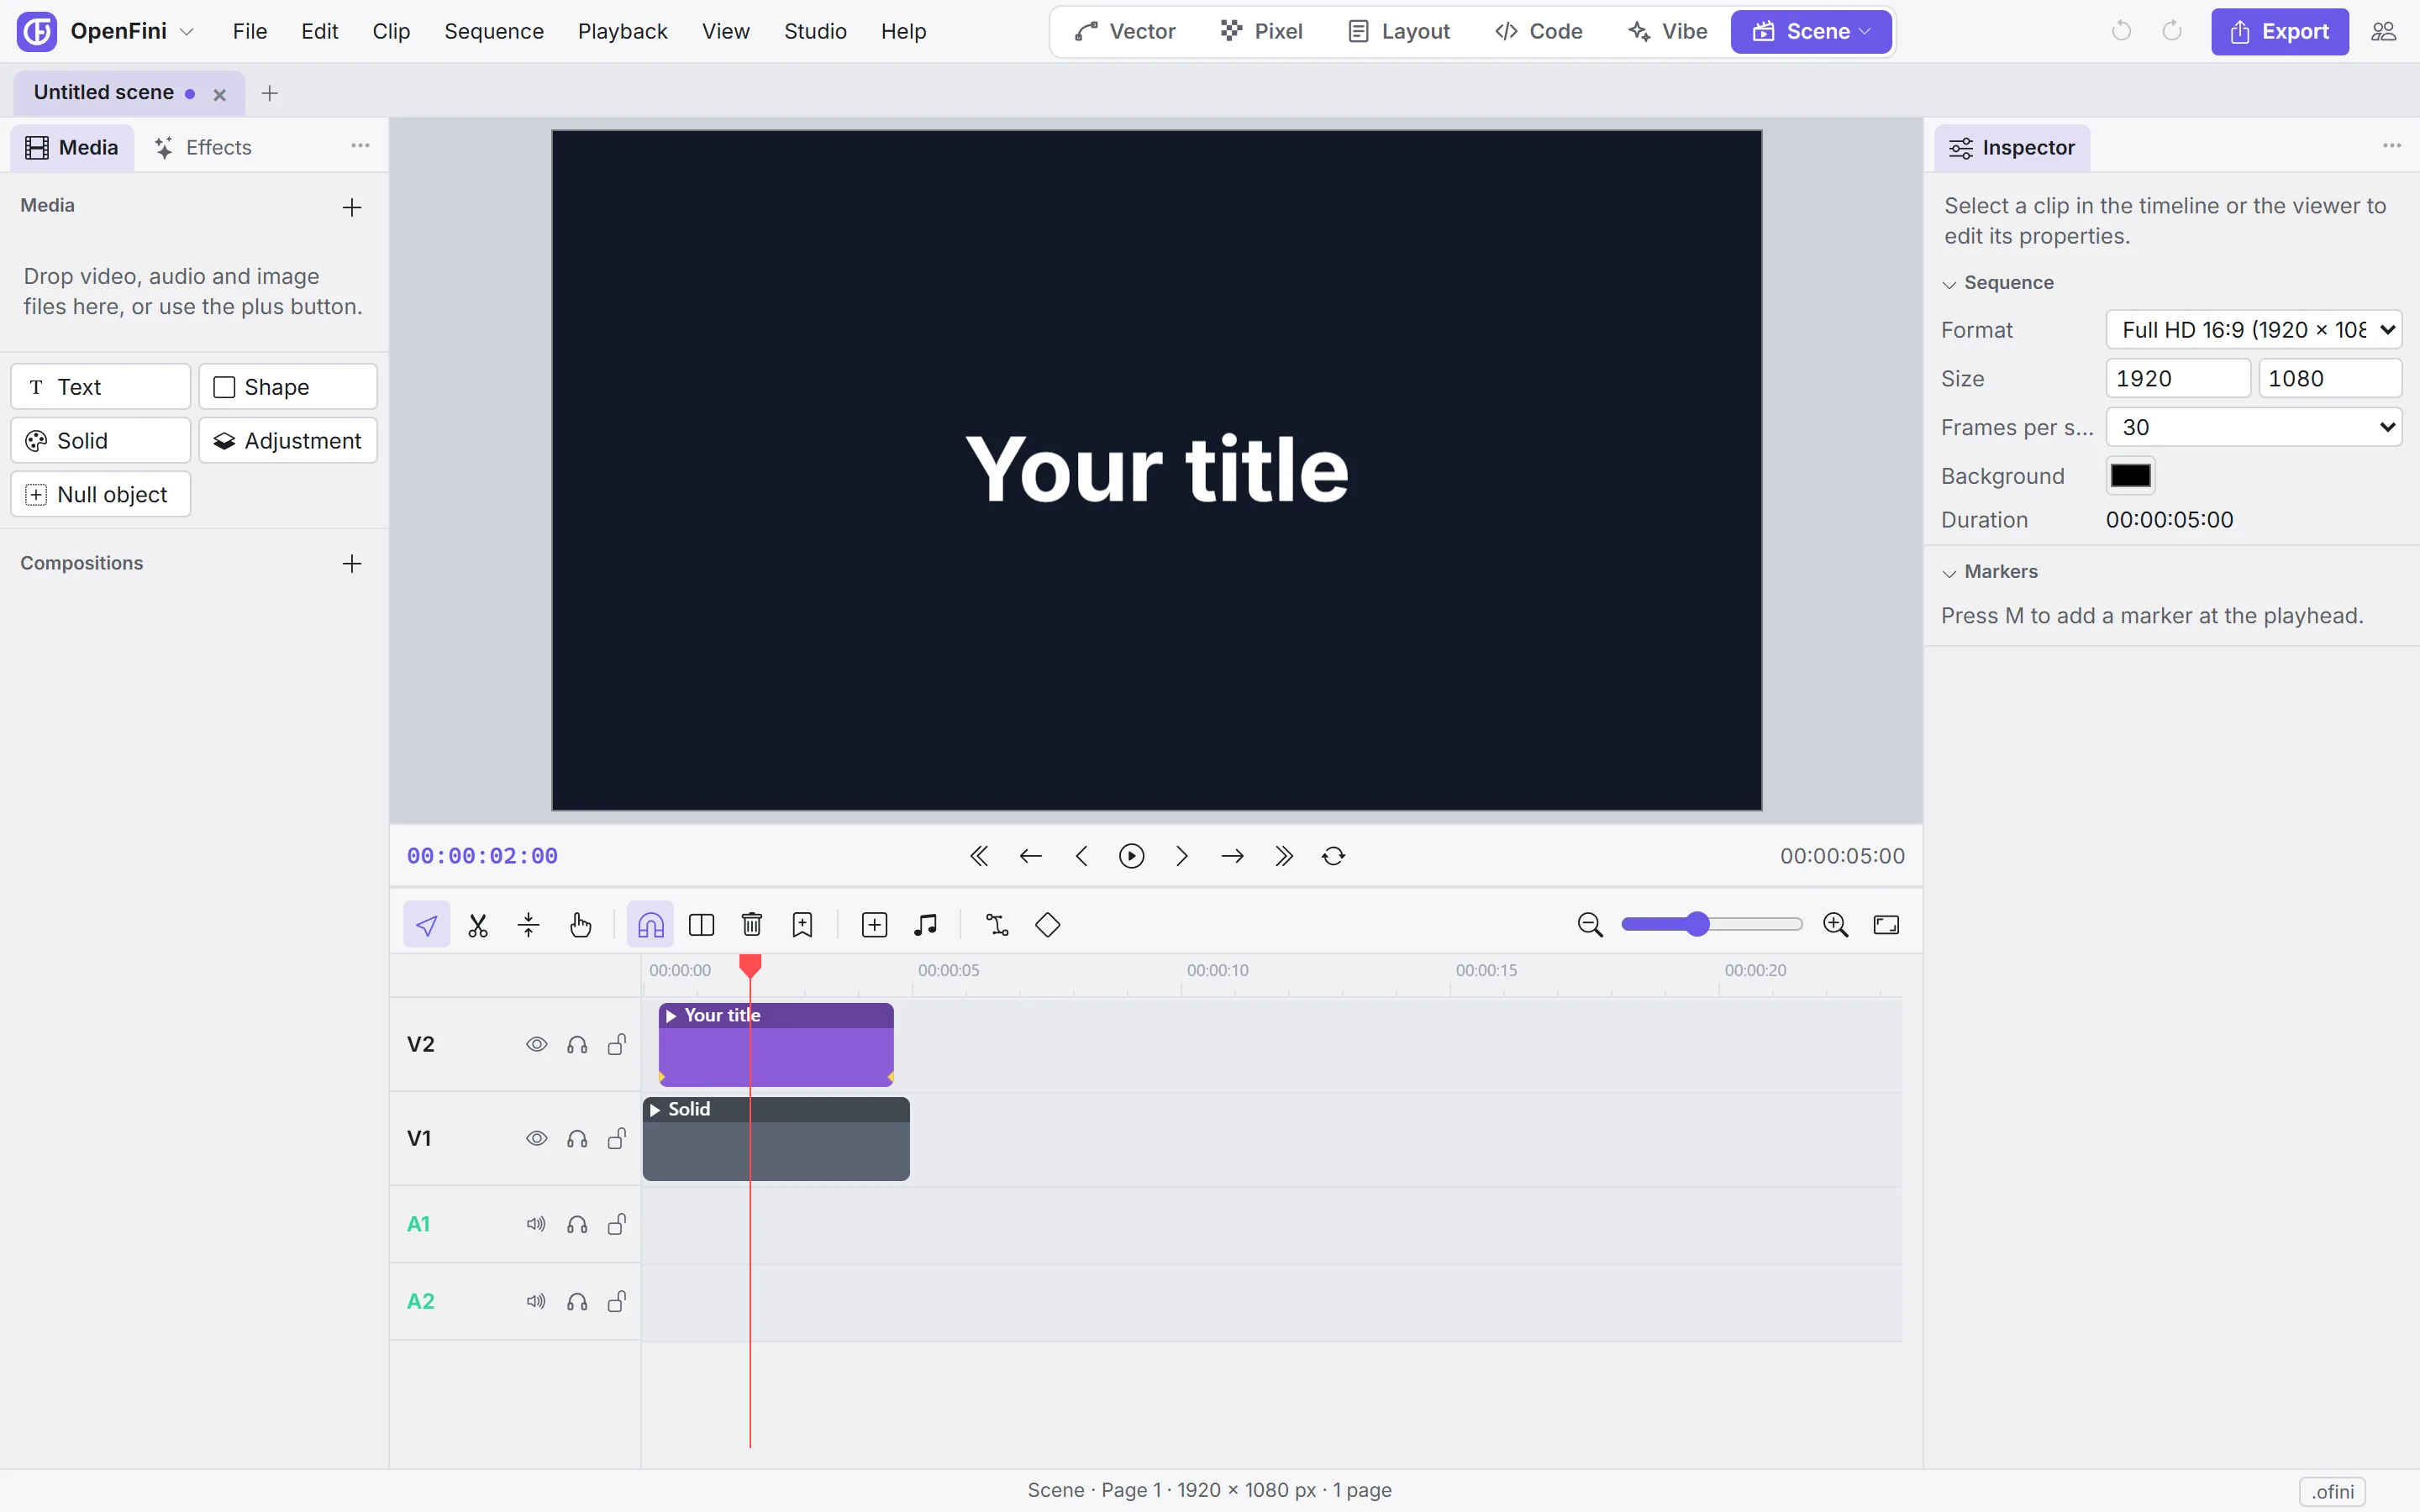 OpenFini File Edit Clip Sequence Playback View Studio Help Vector Pixel Layout Code Vibe Scene Export
Untitled scene
Media Effects
Media
Drop video, audio and image
files here, or use the plus button.
Text Shape
Solid Adjustment
Null object
Compositions
Your title
Inspector
Select a clip in the timeline or the viewer to
edit its properties.
Sequence
Format Full HD 16:9 (1920 × 108
Size 1920 1080
Frames per s... 30
Background
Duration 00:00:05:00
Markers
Press M to add a marker at the playhead.
00:00:02:00 00:00:05:00
00:00:00 00:00:05 00:00:10 00:00:15 00:00:20
V2 Your title
V1 Solid
A1
A2
Scene · Page 1 · 1920 × 1080 px · 1 page .ofini